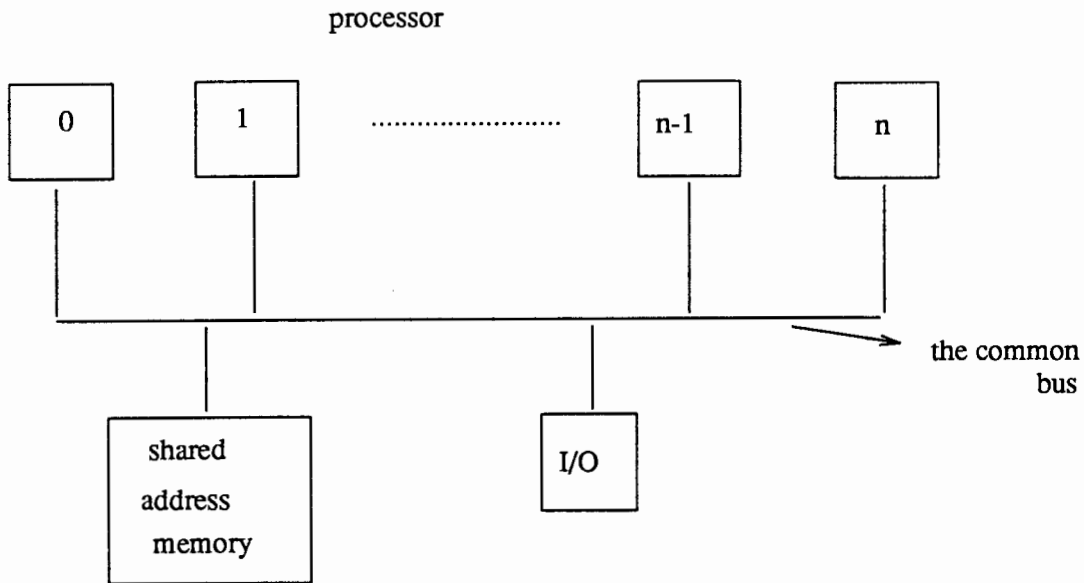 processor
0
1
....................
n-1
n
the common
bus
shared
address
memory
I/O